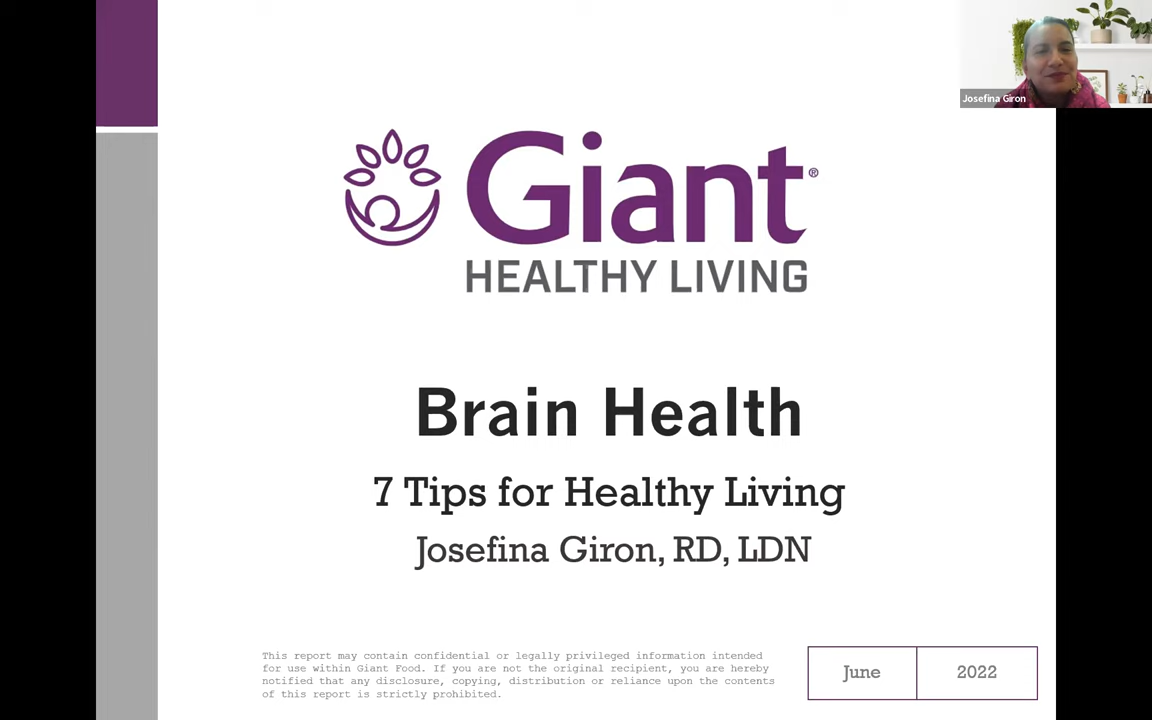 Josefina Giron
Giant®
HEALTHY LIVING
Brain Health
7 Tips for Healthy Living
Josefina Giron, RD, LDN
This report may contain confidential or legally privileged information intended
for use within Giant Food. If you are not the original recipient, you are hereby
notified that any disclosure, copying, distribution or reliance upon the contents
of this report is strictly prohibited.
June 2022